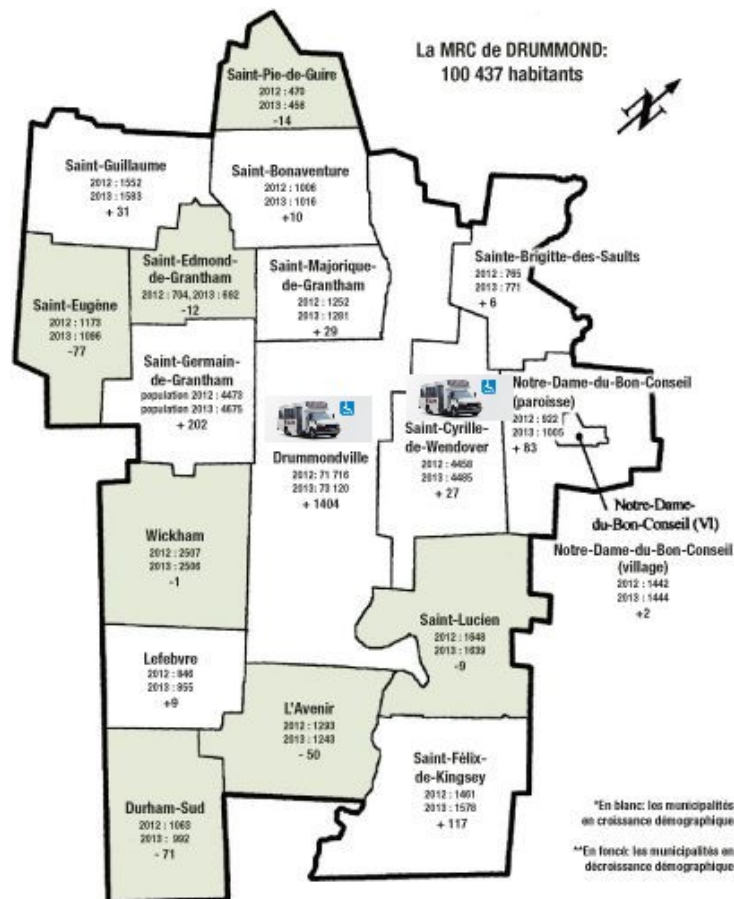 La MRC de DRUMMOND:
100 437 habitants
Saint-Pie-de-Guire
2012 : 470
2013 : 456
-14
Saint-Guillaume
2012 : 1552
2013 : 1583
+ 31
Saint-Bonaventure
2012 : 1006
2013 : 1016
+10
Saint-Edmond-
de-Grantham
2012 : 704, 2013 : 692
-12
Saint-Majorique-
de-Grantham
2012 : 1252
2013 : 1281
+ 29
Sainte-Brigitte-des-Saults
2012 : 765
2013 : 771
+ 6
Saint-Eugène
2012 : 1173
2013 : 1096
-77
Saint-Germain
de-Grantham
population 2012 : 4473
population 2013 : 4675
+ 202
Drummondville
2012: 71 716
2013: 73 120
+ 1404
Saint-Cyrille-
de-Wendover
2012 : 4458
2013 : 4485
+ 27
Notre-Dame-du-Bon-Conseil
(paroisse)
2012 : 922
2013 : 1005
+ 83
Notre-Dame-
du-Bon-Conseil (VI)
Notre-Dame-du-Bon-Conseil
(village)
2012 : 1442
2013 : 1444
+2
Wickham
2012 : 2507
2013 : 2506
-1
Saint-Lucien
2012 : 1648
2013 : 1639
-9
Lefebvre
2012 : 846
2013 : 855
+9
L'Avenir
2012 : 1293
2013 : 1243
- 50
Saint-Félix-
de-Kingsey
2012 : 1461
2013 : 1578
+ 117
Durham-Sud
2012 : 1063
2013 : 992
- 71
*En blanc: les municipalités
en croissance démographique
**En foncé: les municipalités en
décroissance démographique
N